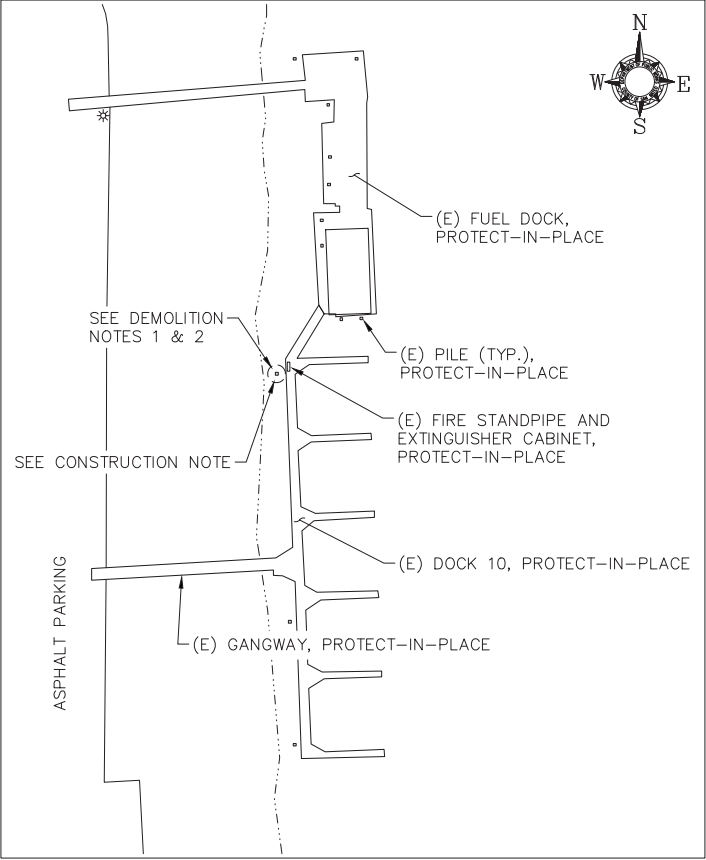 N
W E
S
(E) FUEL DOCK,
PROTECT-IN-PLACE
SEE DEMOLITION
NOTES 1 & 2
(E) PILE (TYP.),
PROTECT-IN-PLACE
(E) FIRE STANDPIPE AND
EXTINGUISHER CABINET,
PROTECT-IN-PLACE
SEE CONSTRUCTION NOTE
(E) DOCK 10, PROTECT-IN-PLACE
ASPHALT PARKING
(E) GANGWAY, PROTECT-IN-PLACE